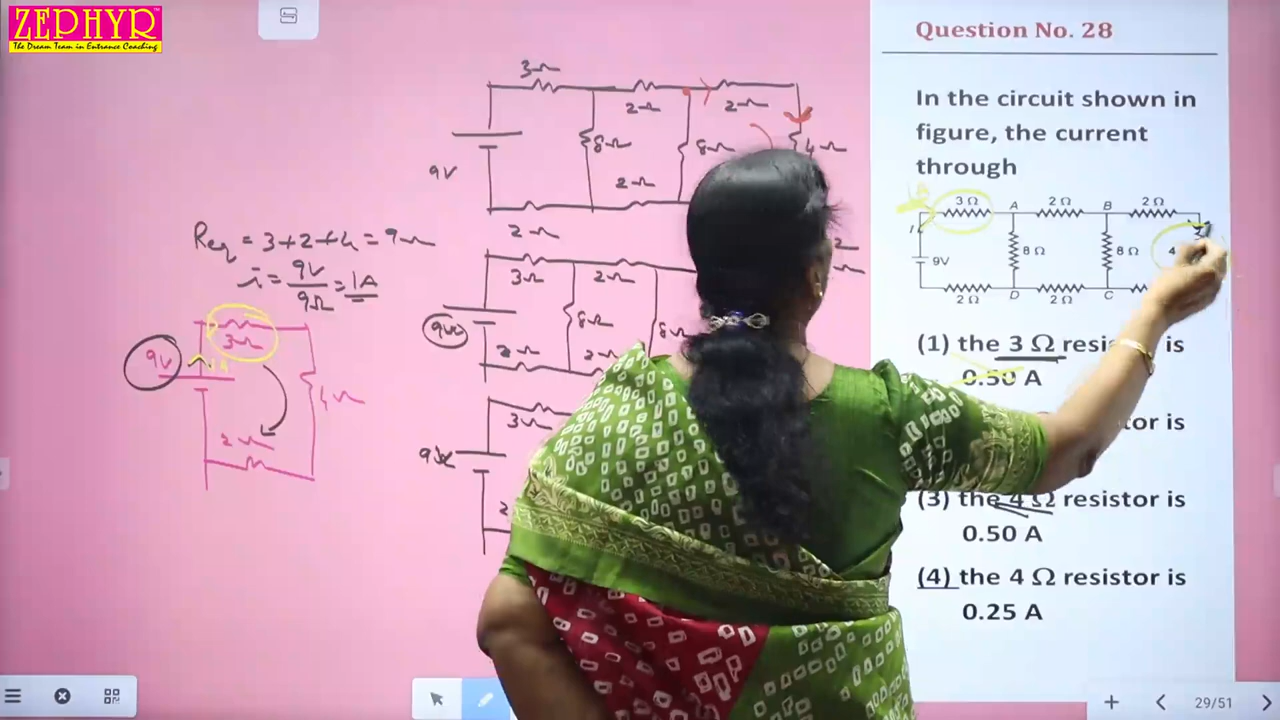 ZEPHYR
The Dream Team in Entrance Coaching
3Ω
2Ω
2Ω
8Ω
8Ω
4Ω
9V
2Ω
2Ω
Req = 3+2+4 = 9Ω
i = 9V/9Ω = 1A
3Ω
2Ω
8Ω
8Ω
9V
2Ω
3Ω
9V
3Ω
9V
4Ω
2Ω
Question No. 28
In the circuit shown in
figure, the current
through
3 Ω A 2 Ω B 2 Ω
9V 8 Ω 8 Ω 4
2 Ω D 2 Ω C
(1) the 3 Ω is
0.50 A
is
(3) the 4 Ω resistor is
0.50 A
(4) the 4 Ω resistor is
0.25 A
29/51